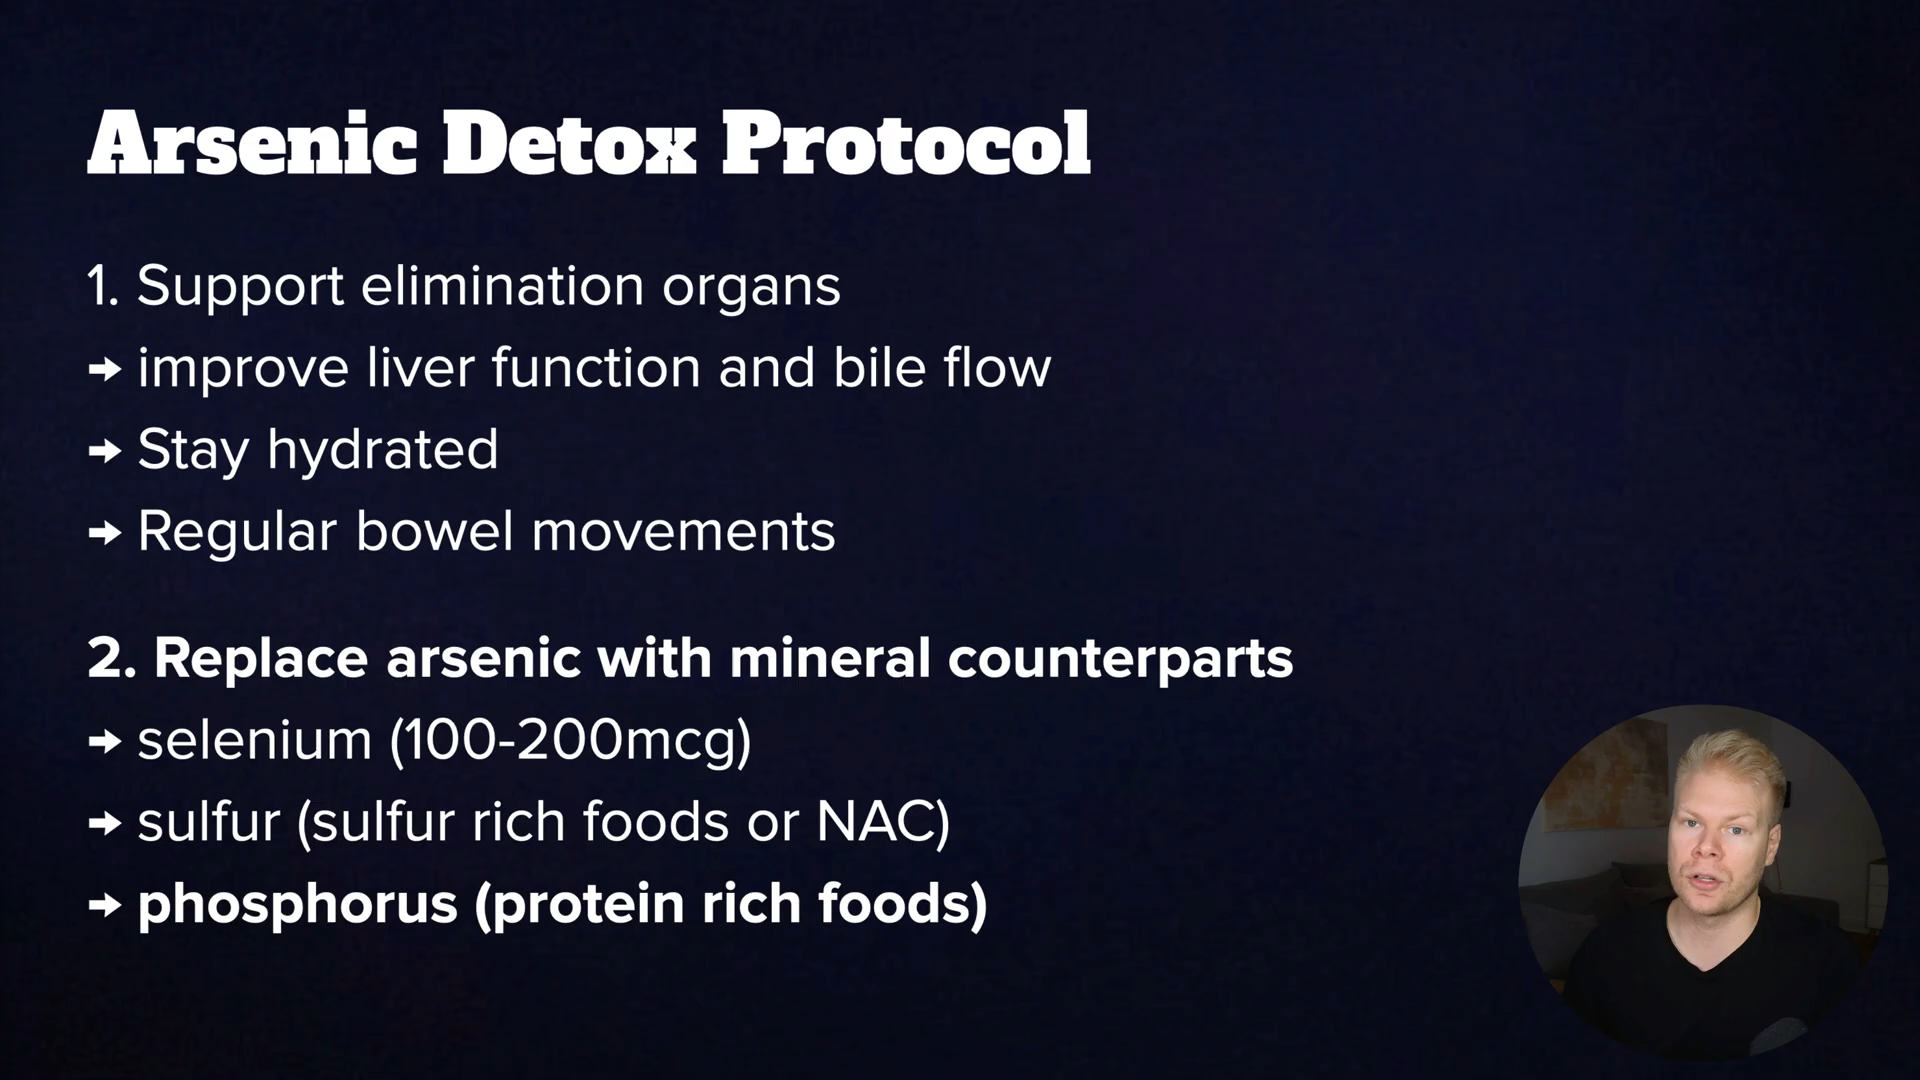 Arsenic Detox Protocol
1. Support elimination organs
→ improve liver function and bile flow
→ Stay hydrated
→ Regular bowel movements
2. Replace arsenic with mineral counterparts
→ selenium (100-200mcg)
→ sulfur (sulfur rich foods or NAC)
→ phosphorus (protein rich foods)